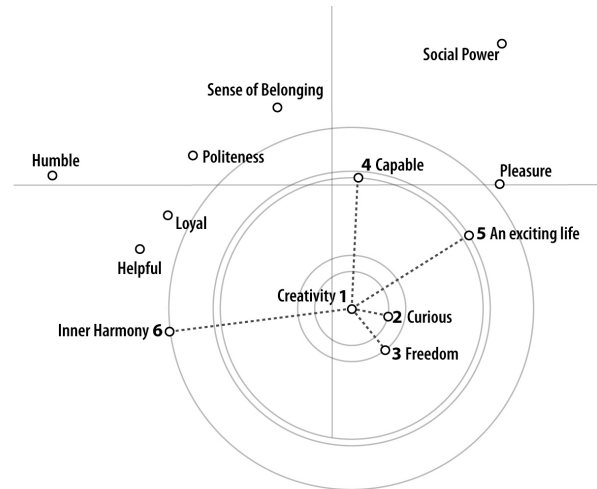 Social Power
Sense of Belonging
Humble
Politeness
4 Capable
Pleasure
Loyal
5 An exciting life
Helpful
Creativity 1
2 Curious
Inner Harmony 6
3 Freedom